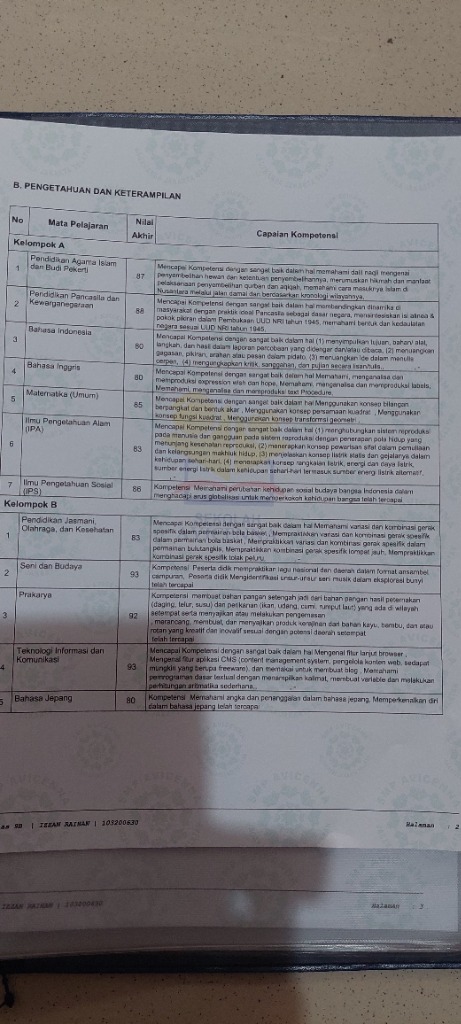 B. PENGETAHUAN DAN KETERAMPILAN
No Mata Pelajaran Nilai Akhir Capaian Kompetensi
Kelompok A
1 Pendidikan Agama Islam dan Budi Pekerti 87
Mencapai Kompetensi dengan sangat baik dalam hal memahami dalil naqli mengenai
penyembelihan hewan dan ketentuan penyembelihannya, merumuskan hikmah dan manfaat
pelaksanaan penyembelihan qurban dan aqiqah, memahami cara masuknya Islam di
Nusantara melalui jalan damai dan berdasarkan kronologi wilayahnya.
2 Pendidikan Pancasila dan Kewarganegaraan 88
Mencapai Kompetensi dengan sangat baik dalam hal membandingkan dinamika di
masyarakat dengan praktik ideal Pancasila sebagai dasar negara, isi alinea &
pokok pikiran dalam Pembukaan UUD NRI tahun 1945, memahami bentuk dan kedaulatan
negara sesuai UUD NRI tahun 1945.
3 Bahasa Indonesia 80
Mencapai Kompetensi dengan sangat baik dalam hal (1) menyimpulkan tujuan, bahan/ alat,
langkah, dan hasil dalam laporan percobaan yang didengar dan/atau dibaca, (2) menuangkan
gagasan, pikiran, arahan atau pesan dalam pidato, (3) menuangkan ide dalam menulis
cerpen, (4) mengungkapkan kritik, sanggahan, dan pujian secara lisan/tulis.
4 Bahasa Inggris 80
Mencapai Kompetensi dengan sangat baik dalam hal Memahami, menganalisa dan
memproduksi expression wish dan hope, Memahami, menganalisa dan memproduksi labels,
Memahami, menganalisa dan memproduksi text Procedure.
5 Matematika (Umum) 85
Mencapai Kompetensi dengan sangat baik dalam hal Menggunakan konsep bilangan
berpangkat dan bentuk akar , Menggunakan konsep persamaan kuadrat , Menggunakan
konsep fungsi kuadrat , Menggunakan konsep transformasi geometri .
6 Ilmu Pengetahuan Alam (IPA) 83
Mencapai Kompetensi dengan sangat baik dalam hal (1) menghubungkan sistem reproduksi
pada manusia dan gangguan pada sistem reproduksi dengan penerapan pola hidup yang
menunjang kesehatan reproduksi, (2) menerapkan konsep pewarisan sifat dalam pemuliaan
dan kelangsungan makhluk hidup, (3) menjelaskan konsep listrik statis dan gejalanya dalam
kehidupan sehari-hari, (4) menerapkan konsep rangkaian listrik, energi dan daya listrik,
sumber energi listrik dalam kehidupan sehari-hari termasuk sumber energi listrik alternatif.
7 Ilmu Pengetahuan Sosial (IPS) 86
Kompetensi Memahami perubahan kehidupan sosial budaya bangsa Indonesia dalam
menghadapi arus globalisasi untuk memperkokoh kehidupan bangsa telah tercapai
Kelompok B
1 Pendidikan Jasmani, Olahraga, dan Kesehatan 83
Mencapai Kompetensi dengan sangat baik dalam hal Memahami variasi dan kombinasi gerak
spesifik dalam permainan bola basket , Mempraktikkan variasi dan kombinasi gerak spesifik
dalam permainan bola basket , Mempraktikkan variasi dan kombinasi gerak spesifik dalam
permainan bulutangkis, Mempraktikkan kombinasi gerak spesifik lompat jauh, Mempraktikkan
kombinasi gerak spesifik tolak peluru.
2 Seni dan Budaya 93
Kompetensi Peserta didik mempraktikkan lagu nasional dan daerah dalam format ansambel
campuran, Peserta didik Mengidentifikasi unsur-unsur seni musik dalam eksplorasi bunyi
telah tercapai
3 Prakarya 92
Kompetensi membuat bahan pangan setengah jadi dari bahan pangan hasil peternakan
(daging, telur, susu) dan perikanan (ikan, udang, cumi, rumput laut) yang ada di wilayah
setempat serta menyajikan atau melakukan pengemasan
, merancang, membuat, dan menyajikan produk kerajinan dari bahan kayu, bambu, dan atau
rotan yang kreatif dan inovatif sesuai dengan potensi daerah setempat
telah tercapai
4 Teknologi Informasi dan Komunikasi 93
Mencapai Kompetensi dengan sangat baik dalam hal Mengenal fitur lanjut browser ,
Mengenal fitur aplikasi CMS (content management system, pengelola konten web, sedapat
mungkin yang berupa freeware), dan memakai untuk membuat blog , Memahami
pemrograman dasar textual dengan menampilkan kalimat, membuat variable dan melakukan
perhitungan aritmatika sederhana.,
5 Bahasa Jepang 80
Kompetensi Memahami angka dan penanggalan dalam bahasa jepang, Memperkenalkan diri
dalam bahasa jepang telah tercapai
| IZZAN RAIHAN | 103200630 Halaman : 2
IZZAN RAIHAN | 103200630 Halaman : 3